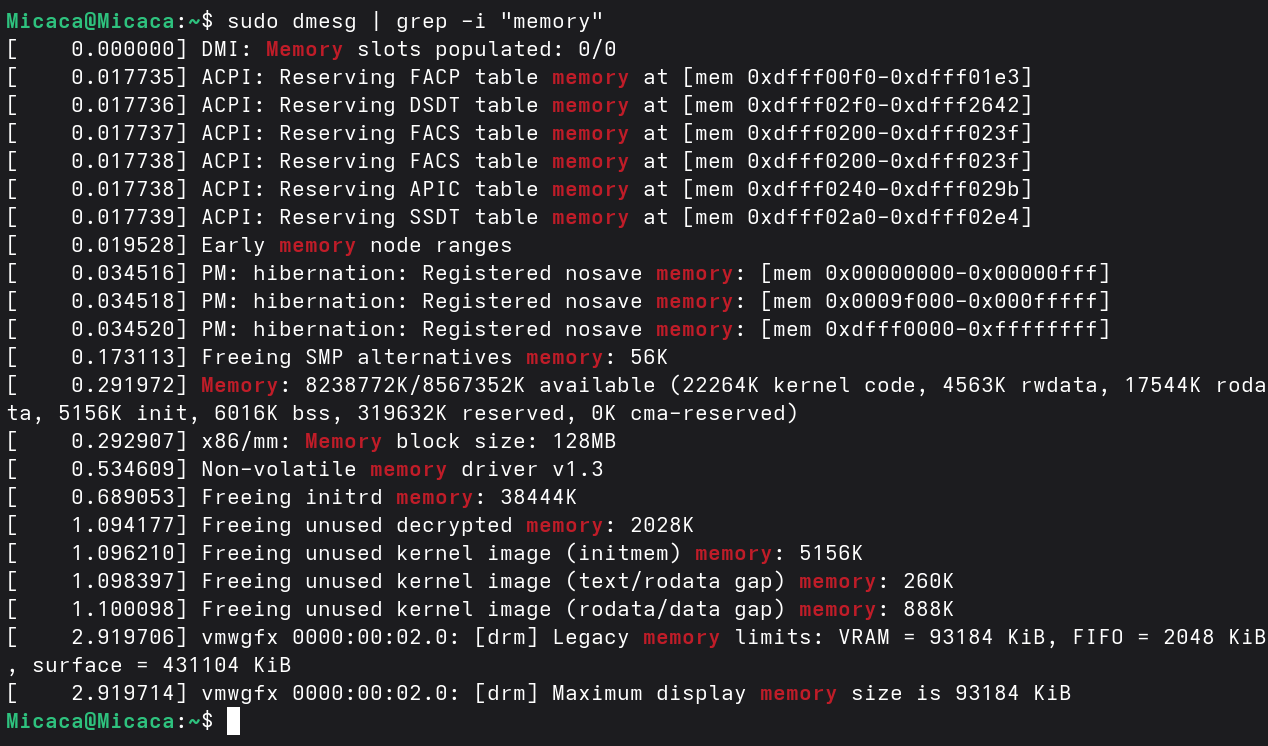 Micaca@Micaca:~$ sudo dmesg | grep -i "memory"
[    0.000000] DMI: Memory slots populated: 0/0
[    0.017735] ACPI: Reserving FACP table memory at [mem 0xdfff00f0-0xdfff01e3]
[    0.017736] ACPI: Reserving DSDT table memory at [mem 0xdfff02f0-0xdfff2642]
[    0.017737] ACPI: Reserving FACS table memory at [mem 0xdfff0200-0xdfff023f]
[    0.017738] ACPI: Reserving FACS table memory at [mem 0xdfff0200-0xdfff023f]
[    0.017738] ACPI: Reserving APIC table memory at [mem 0xdfff0240-0xdfff029b]
[    0.017739] ACPI: Reserving SSDT table memory at [mem 0xdfff02a0-0xdfff02e4]
[    0.019528] Early memory node ranges
[    0.034516] PM: hibernation: Registered nosave memory: [mem 0x00000000-0x00000fff]
[    0.034518] PM: hibernation: Registered nosave memory: [mem 0x0009f000-0x000fffff]
[    0.034520] PM: hibernation: Registered nosave memory: [mem 0xdfff0000-0xffffffff]
[    0.173113] Freeing SMP alternatives memory: 56K
[    0.291972] Memory: 8238772K/8567352K available (22264K kernel code, 4563K rwdata, 17544K roda
ta, 5156K init, 6016K bss, 319632K reserved, 0K cma-reserved)
[    0.292907] x86/mm: Memory block size: 128MB
[    0.534609] Non-volatile memory driver v1.3
[    0.689053] Freeing initrd memory: 38444K
[    1.094177] Freeing unused decrypted memory: 2028K
[    1.096210] Freeing unused kernel image (initmem) memory: 5156K
[    1.098397] Freeing unused kernel image (text/rodata gap) memory: 260K
[    1.100098] Freeing unused kernel image (rodata/data gap) memory: 888K
[    2.919706] vmwgfx 0000:00:02.0: [drm] Legacy memory limits: VRAM = 93184 KiB, FIFO = 2048 KiB
, surface = 431104 KiB
[    2.919714] vmwgfx 0000:00:02.0: [drm] Maximum display memory size is 93184 KiB
Micaca@Micaca:~$